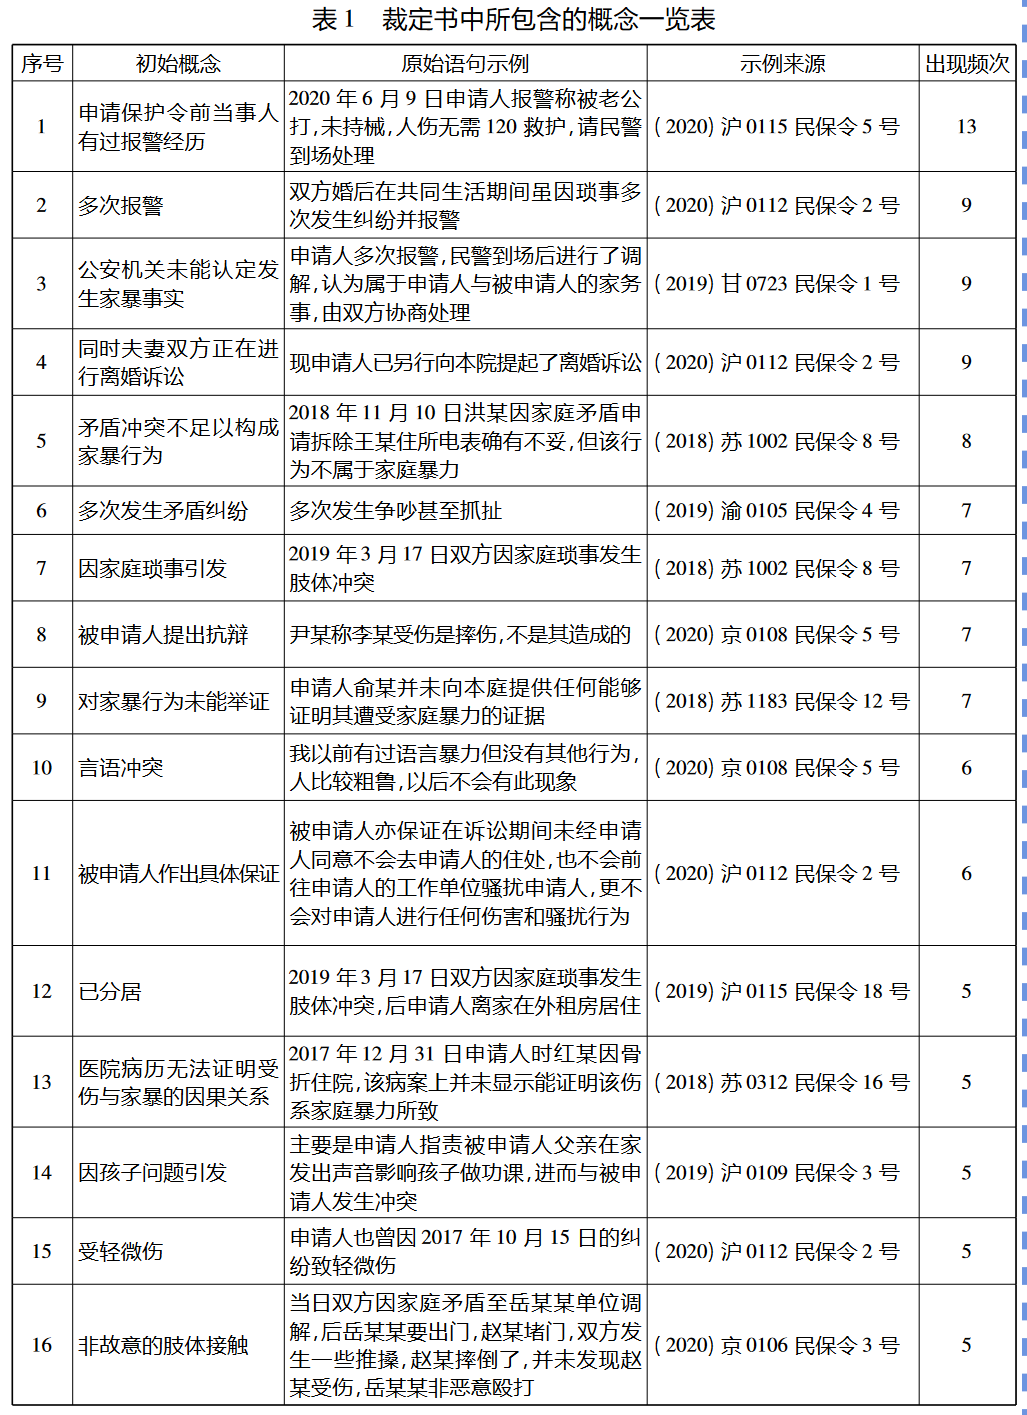 表 1 裁定书中所包含的概念一览表
序号 初始概念 原始语句示例 示例来源 出现频次
1 申请保护令前当事人
有过报警经历 2020 年 6 月 9 日申请人报警称被老公
打,未持械,人伤无需 120 救护,请民警
到场处理 (2020)沪 0115 民保令 5 号 13
2 多次报警 双方婚后在共同生活期间虽因琐事多
次发生纠纷并报警 (2020)沪 0112 民保令 2 号 9
3 公安机关未能认定发
生家暴事实 申请人多次报警,民警到场后进行了调
解,认为属于申请人与被申请人的家务
事,由双方协商处理 (2019)甘 0723 民保令 1 号 9
4 同时夫妻双方正在进
行离婚诉讼 现申请人已另行向本院提起了离婚诉讼 (2020)沪 0112 民保令 2 号 9
5 矛盾冲突不足以构成
家暴行为 2018 年 11 月 10 日洪某因家庭矛盾申
请拆除王某住所电表确有不妥,但该行
为不属于家庭暴力 (2018)苏 1002 民保令 8 号 8
6 多次发生矛盾纠纷 多次发生争吵甚至抓扯 (2019)渝 0105 民保令 4 号 7
7 因家庭琐事引发 2019 年 3 月 17 日双方因家庭琐事发生
肢体冲突 (2018)苏 1002 民保令 8 号 7
8 被申请人提出抗辩 尹某称李某受伤是摔伤,不是其造成的 (2020)京 0108 民保令 5 号 7
9 对家暴行为未能举证 申请人俞某并未向本庭提供任何能够
证明其遭受家庭暴力的证据 (2018)苏 1183 民保令 12 号 7
10 言语冲突 我以前有过语言暴力但没有其他行为,
人比较粗鲁,以后不会有此现象 (2020)京 0108 民保令 5 号 6
11 被申请人作出具体保证 被申请人亦保证在诉讼期间未经申请
人同意不会去申请人的住处,也不会前
往申请人的工作单位骚扰申请人,更不
会对申请人进行任何伤害和骚扰行为 (2020)沪 0112 民保令 2 号 6
12 已分居 2019 年 3 月 17 日双方因家庭琐事发生
肢体冲突,后申请人离家在外租房居住 (2019)沪 0115 民保令 18 号 5
13 医院病历无法证明受
伤与家暴的因果关系 2017 年 12 月 31 日申请人时红某因骨
折住院,该病案上并未显示能证明该伤
系家庭暴力所致 (2018)苏 0312 民保令 16 号 5
14 因孩子问题引发 主要是申请人指责被申请人父亲在家
发出声音影响孩子做功课,进而与被申
请人发生冲突 (2019)沪 0109 民保令 3 号 5
15 受轻微伤 申请人也曾因 2017 年 10 月 15 日的纠
纷致轻微伤 (2020)沪 0112 民保令 2 号 5
16 非故意的肢体接触 当日双方因家庭矛盾至岳某某单位调
解,后岳某某要出门,赵某堵门,双方发
生一些推搡,赵某摔倒了,并未发现赵
某受伤,岳某某非恶意殴打 (2020)京 0106 民保令 3 号 5